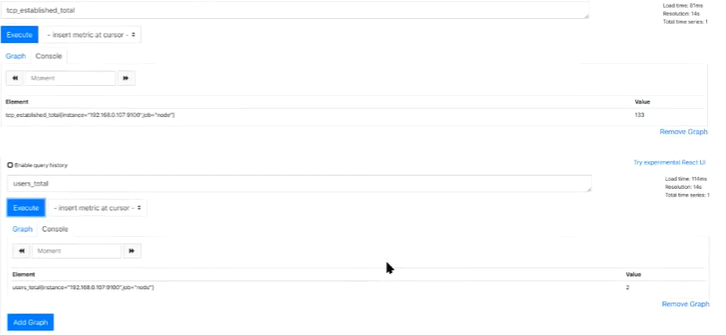 tcp_established_total
Load time: 81ms
Resolution: 14s
Total time series: 1
Execute
- insert metric at cursor -
Graph
Console
Moment
Element
Value
tcp_established_total{instance="192.168.0.107:9100",job="node"}
133
Remove Graph
Enable query history
Try experimental React UI
users_total
Load time: 114ms
Resolution: 14s
Total time series: 1
Execute
- insert metric at cursor -
Graph
Console
Moment
Element
Value
users_total{instance="192.168.0.107:9100",job="node"}
2
Remove Graph
Add Graph